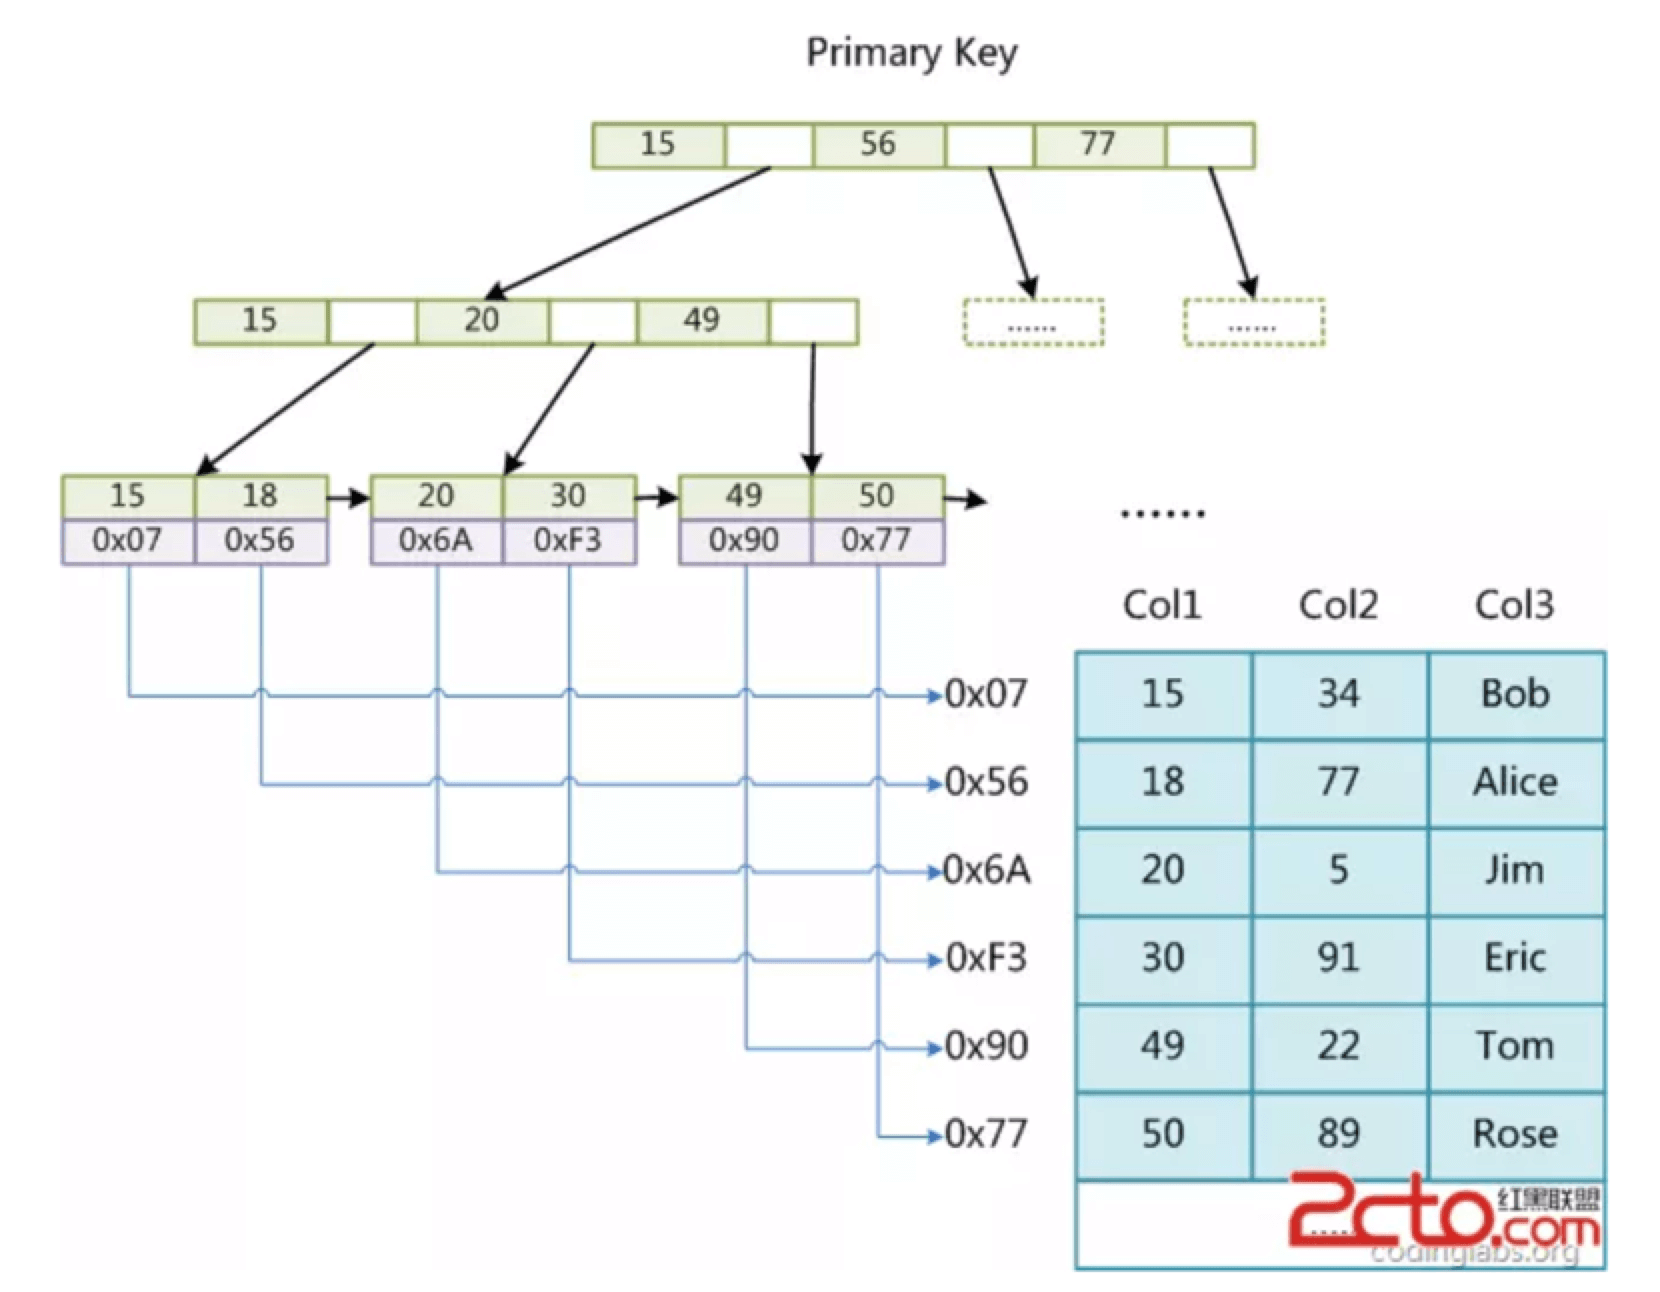 Primary Key
15 56 77
15 20 49
...... ......
15 18 20 30 49 50
0x07 0x56 0x6A 0xF3 0x90 0x77
......
Col1 Col2 Col3
0x07 15 34 Bob
0x56 18 77 Alice
0x6A 20 5 Jim
0xF3 30 91 Eric
0x90 49 22 Tom
0x77 50 89 Rose
......
2cto.com 红黑联盟
codinglabs.org